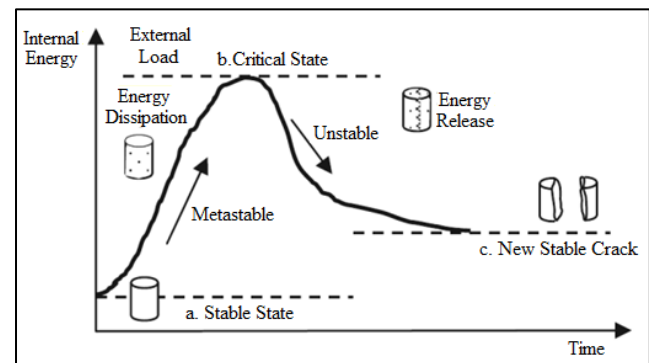 Internal
Energy
External
Load
b.Critical State
Energy
Dissipation
Energy
Release
Unstable
Metastable
c. New Stable Crack
a. Stable State
Time